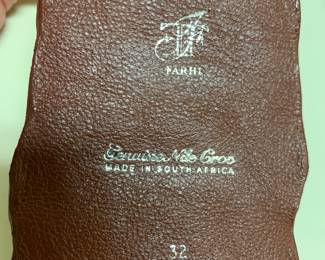 FARHI
Genuine Nile Croc
MADE IN SOUTH AFRICA
32